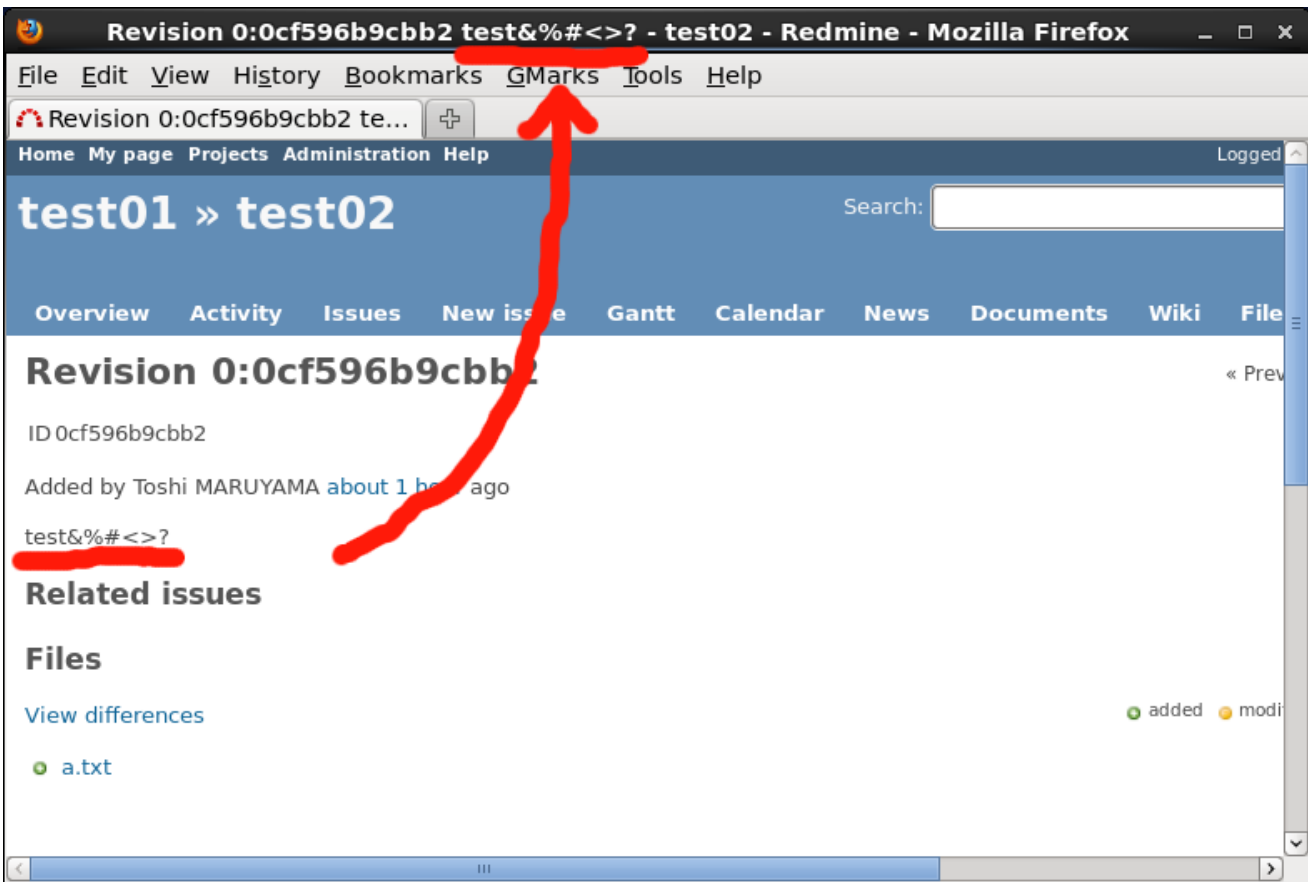 Revision 0:0cf596b9cbb2 test&%#<>? - test02 - Redmine - Mozilla Firefox
File Edit View History Bookmarks GMarks Tools Help
Revision 0:0cf596b9cbb2 te...
Home My page Projects Administration Help Logged
test01 » test02 Search:
Overview Activity Issues New issue Gantt Calendar News Documents Wiki File
Revision 0:0cf596b9cbb2 « Prev
ID 0cf596b9cbb2
Added by Toshi MARUYAMA about 1 hour ago
test&%#<>?
Related issues
Files
View differences added modi
a.txt